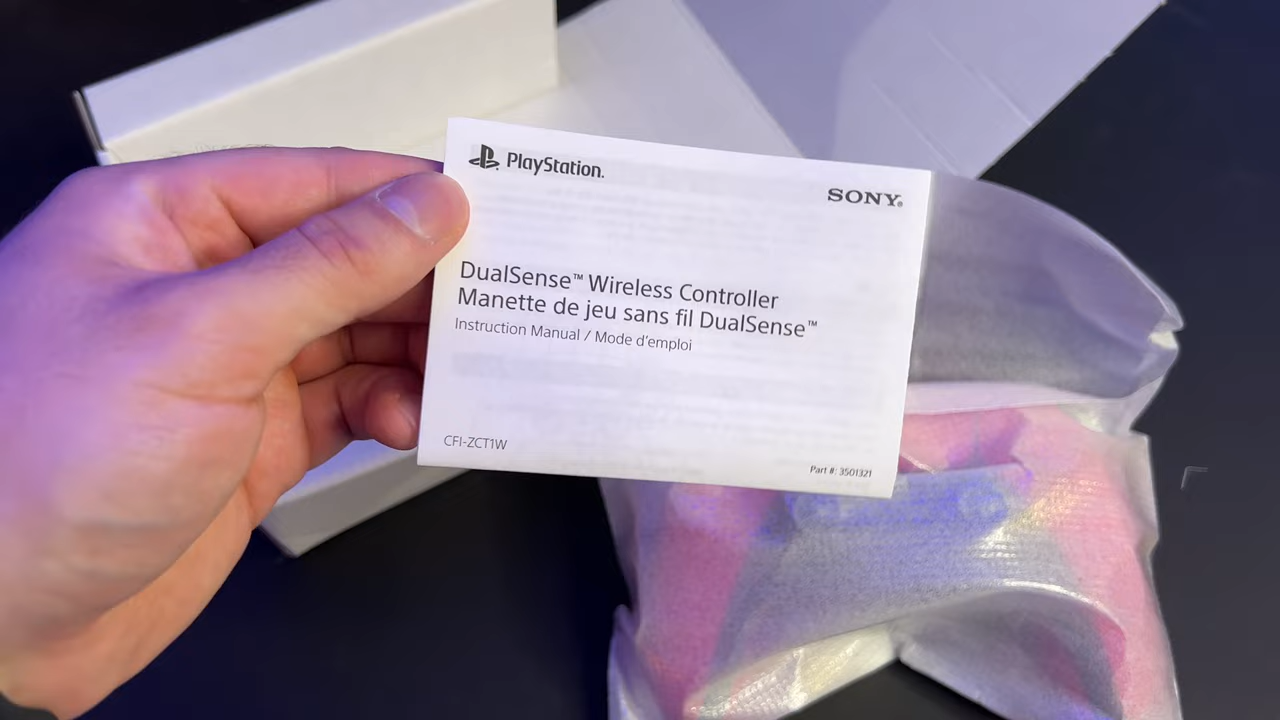 PlayStation.
SONY®
DualSense™ Wireless Controller
Manette de jeu sans fil DualSense™
Instruction Manual / Mode d'emploi
CFI-ZCT1W
Part #: 3501321